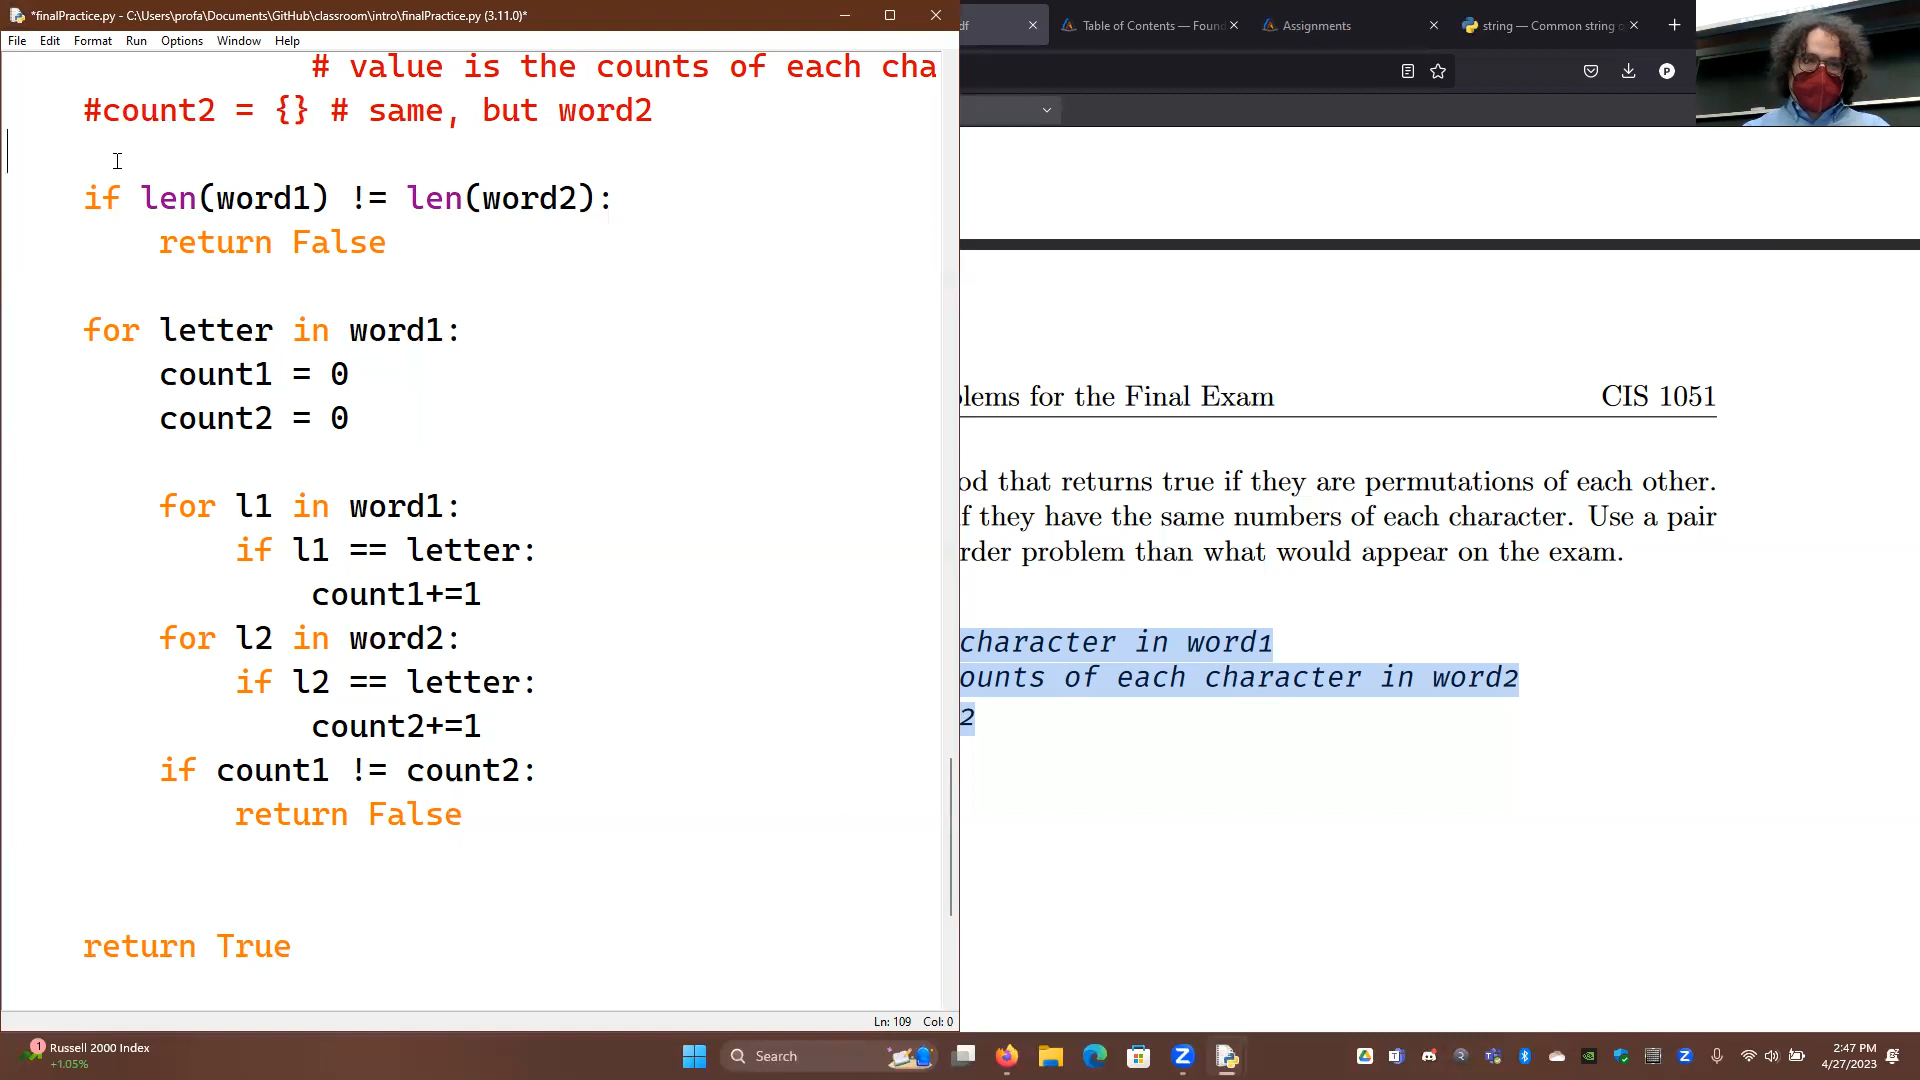 *finalPractice.py - C:\Users\profa\Documents\GitHub\classroom\intro\finalPractice.py (3.11.0)*
File Edit Format Run Options Window Help
# value is the counts of each cha
#count2 = {} # same, but word2
if len(word1) != len(word2):
return False
for letter in word1:
count1 = 0
count2 = 0
for l1 in word1:
if l1 == letter:
count1+=1
for l2 in word2:
if l2 == letter:
count2+=1
if count1 != count2:
return False
return True
Ln: 109 Col: 0
df
Table of Contents — Found
Assignments
string — Common string o
P
lems for the Final Exam CIS 1051
od that returns true if they are permutations of each other.
f they have the same numbers of each character. Use a pair
rder problem than what would appear on the exam.
character in word1
ounts of each character in word2
2
1
Russell 2000 Index
+1.05%
Search
2:47 PM
4/27/2023